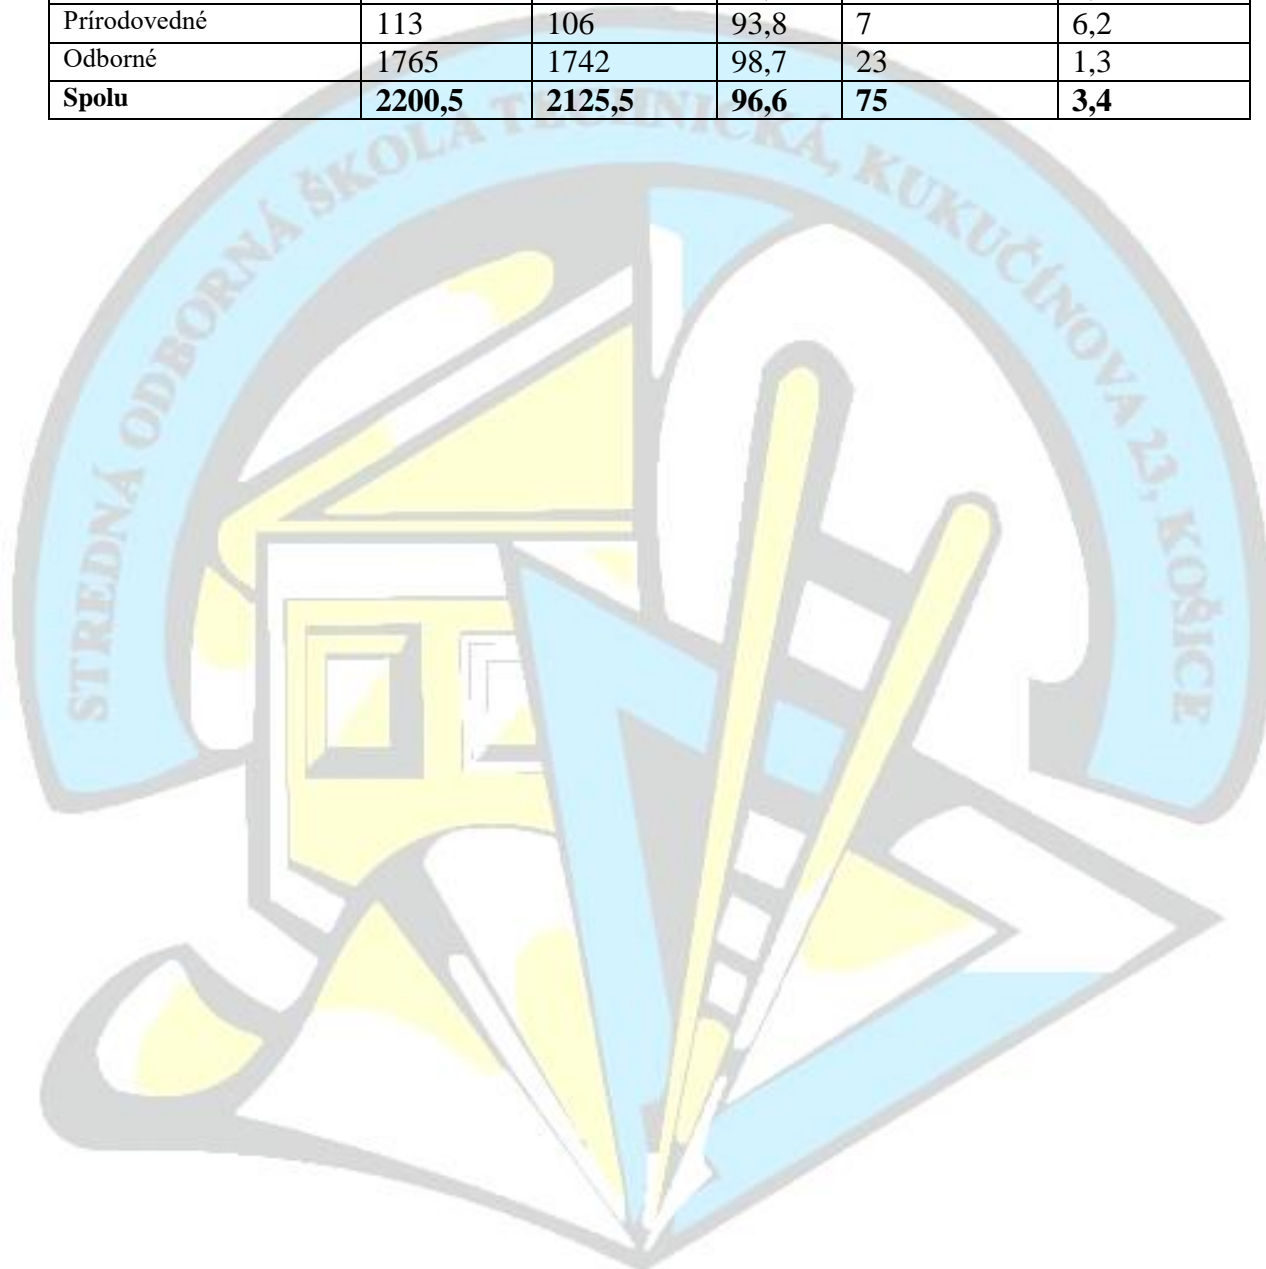 Prírodovedné 113 106 93,8 7 6,2
Odborné 1765 1742 98,7 23 1,3
Spolu 2200,5 2125,5 96,6 75 3,4
STREDNÁ ODBORNÁ ŠKOLA TECHNICKÁ, KUKUČÍNOVA 23, KOŠICE